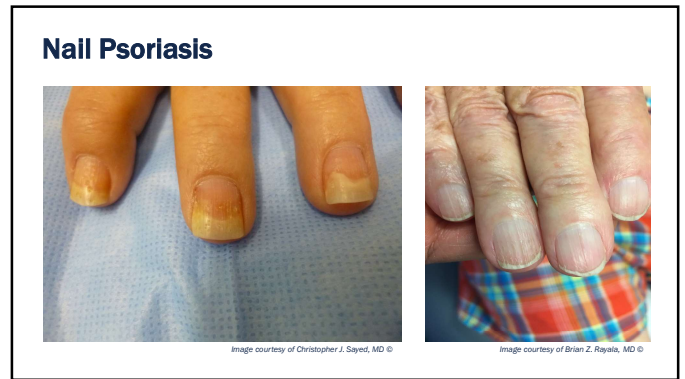 Nail Psoriasis
Image courtesy of Christopher J. Sayed, MD ©
Image courtesy of Brian Z. Rayala, MD ©